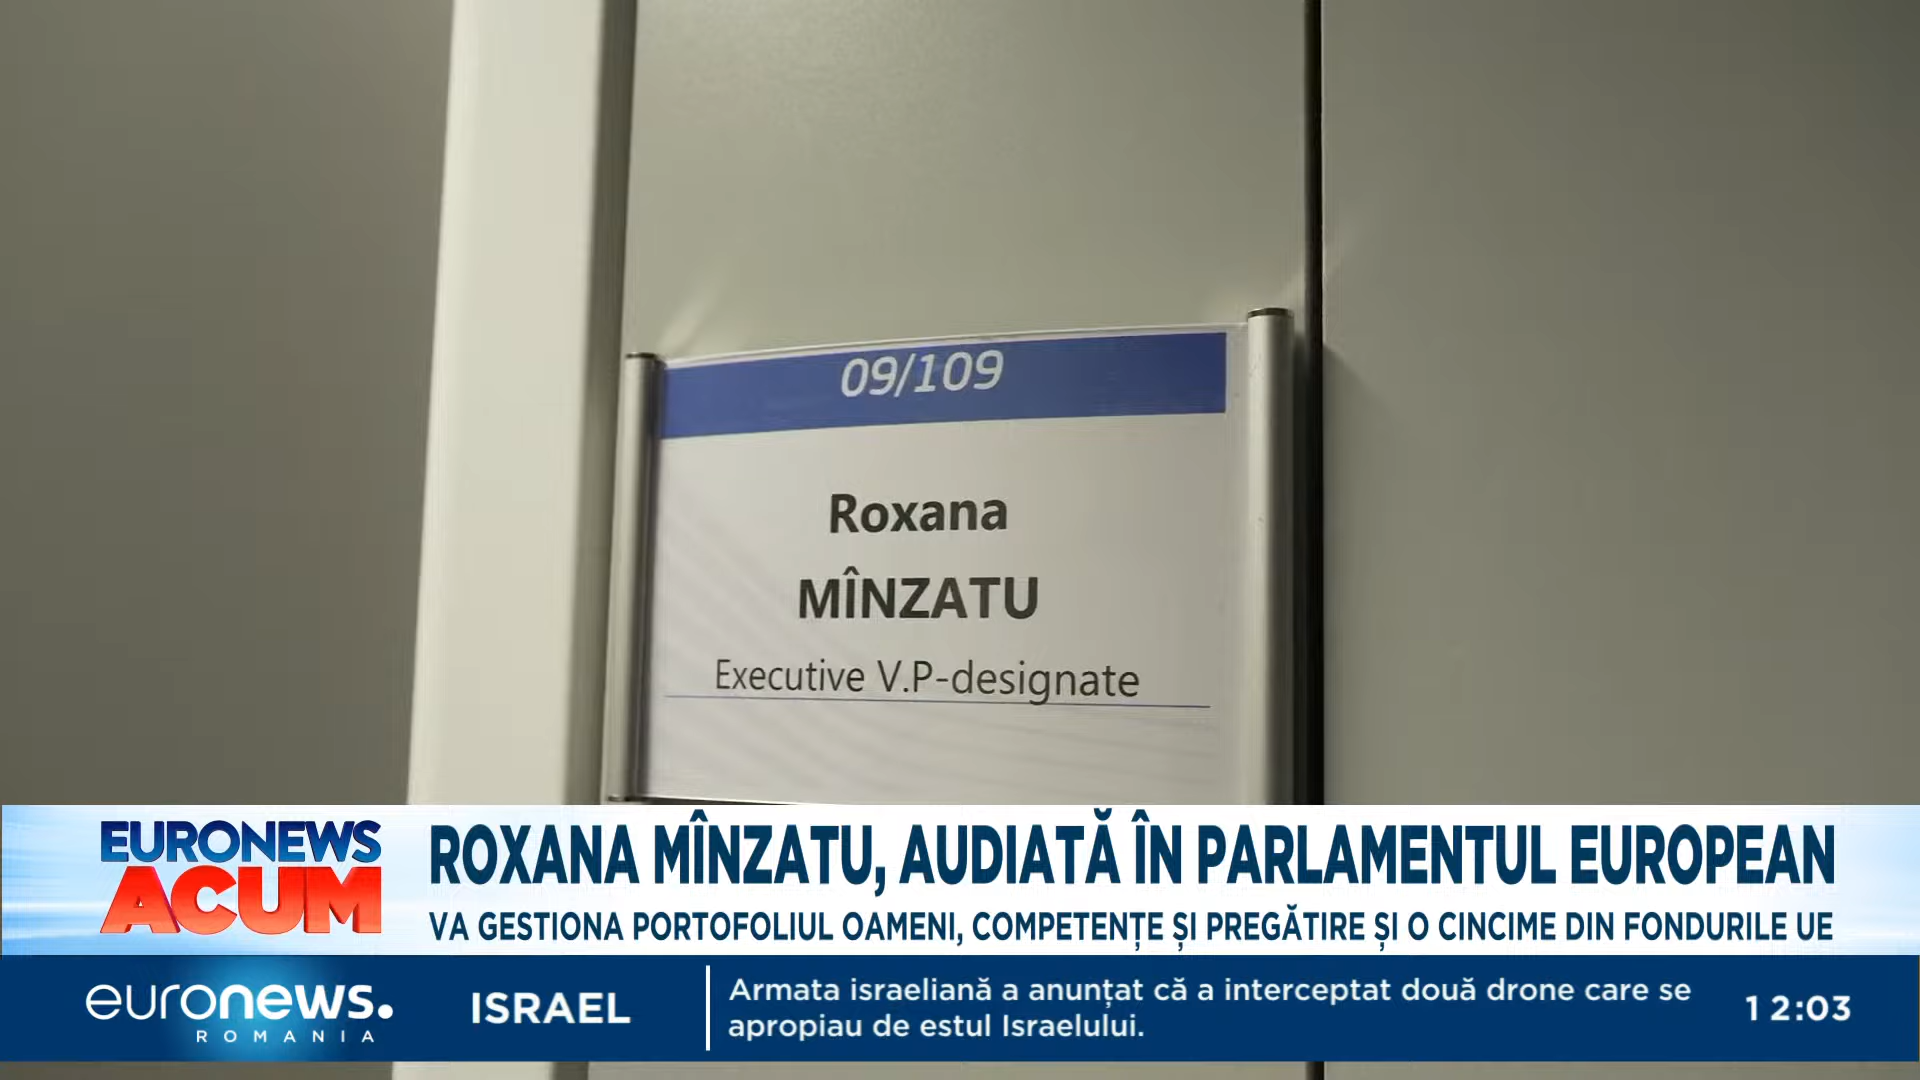 09/109
Roxana
MÎNZATU
Executive V.P-designate
EURONEWS
ACUM
ROXANA MÎNZATU, AUDIATĂ ÎN PARLAMENTUL EUROPEAN
VA GESTIONA PORTOFOLIUL OAMENI, COMPETENȚE ȘI PREGĂTIRE ȘI O CINCIME DIN FONDURILE UE
euronews.
ROMANIA
ISRAEL
Armata israeliană a anunțat că a interceptat două drone care se
apropiau de estul Israelului.
12:03